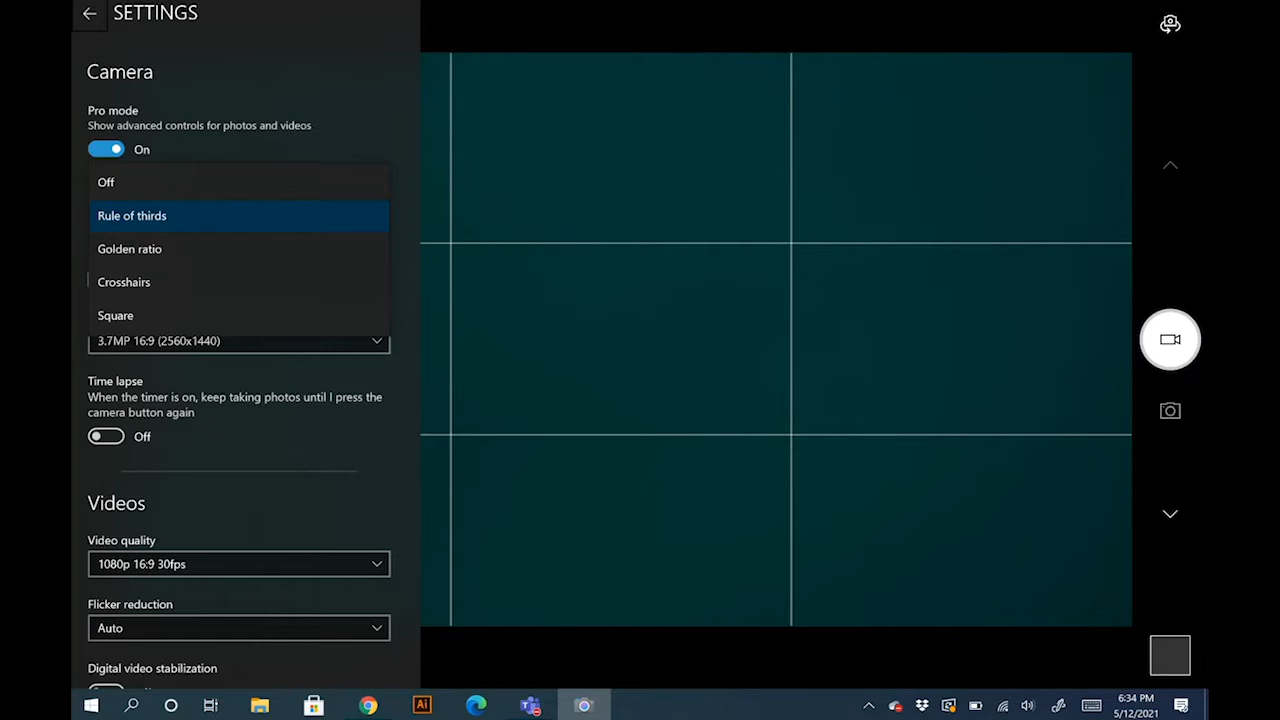 SETTINGS
Camera
Pro mode
Show advanced controls for photos and videos
On
Off
Rule of thirds
Golden ratio
Crosshairs
Square
3.7MP 16:9 (2560x1440)
Time lapse
When the timer is on, keep taking photos until I press the
camera button again
Off
Videos
Video quality
1080p 16:9 30fps
Flicker reduction
Auto
Digital video stabilization
Ai
6:34 PM
5/12/2021